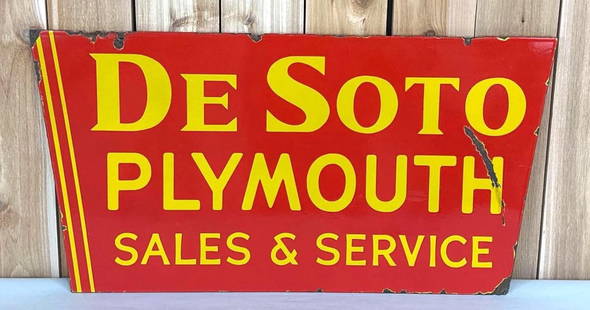 DE SOTO
PLYMOUTH
SALES & SERVICE